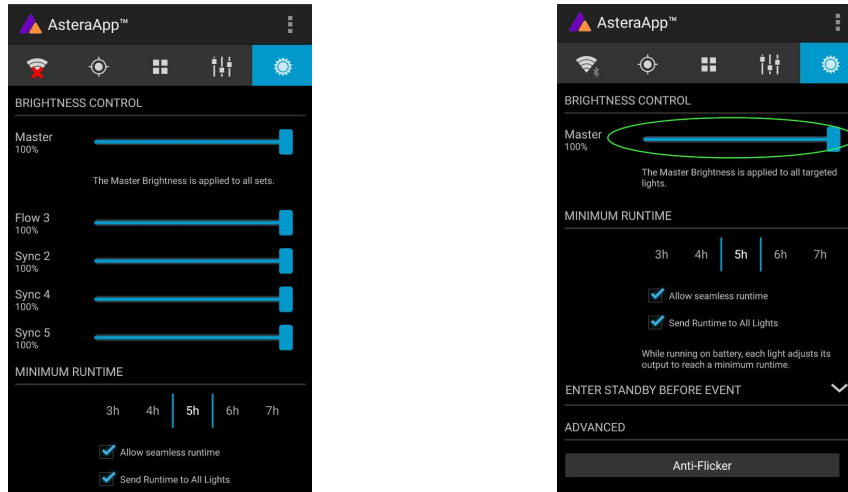 AsteraApp™
BRIGHTNESS CONTROL
Master
100%
The Master Brightness is applied to all sets.
Flow 3
100%
Sync 2
100%
Sync 4
100%
Sync 5
100%
MINIMUM RUNTIME
3h 4h 5h 6h 7h
Allow seamless runtime
Send Runtime to All Lights
AsteraApp™
BRIGHTNESS CONTROL
Master
100%
The Master Brightness is applied to all targeted
lights.
MINIMUM RUNTIME
3h 4h 5h 6h 7h
Allow seamless runtime
Send Runtime to All Lights
While running on battery, each light adjusts its
output to reach a minimum runtime.
ENTER STANDBY BEFORE EVENT
ADVANCED
Anti-Flicker